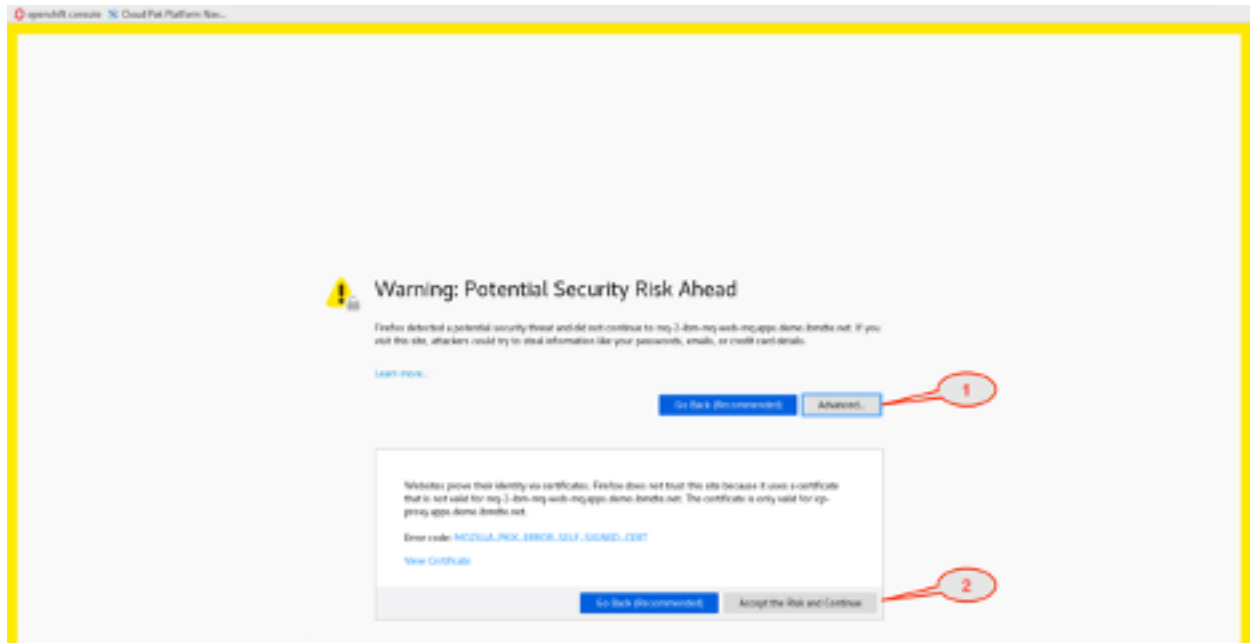 openshift console Cloud Pak Platform Nav...
Warning: Potential Security Risk Ahead
Firefox detected a potential security threat and did not continue to mq-2-ibm-mq-web-mq.apps.demo.ibmdte.net. If you
visit this site, attackers could try to steal information like your passwords, emails, or credit card details.
Learn more...
Go Back (Recommended) Advanced...
1
Websites prove their identity via certificates. Firefox does not trust this site because it uses a certificate
that is not valid for mq-2-ibm-mq-web-mq.apps.demo.ibmdte.net. The certificate is only valid for icp-
proxy.apps.demo.ibmdte.net.
Error code: MOZILLA_PKIX_ERROR_SELF_SIGNED_CERT
View Certificate
Go Back (Recommended) Accept the Risk and Continue
2